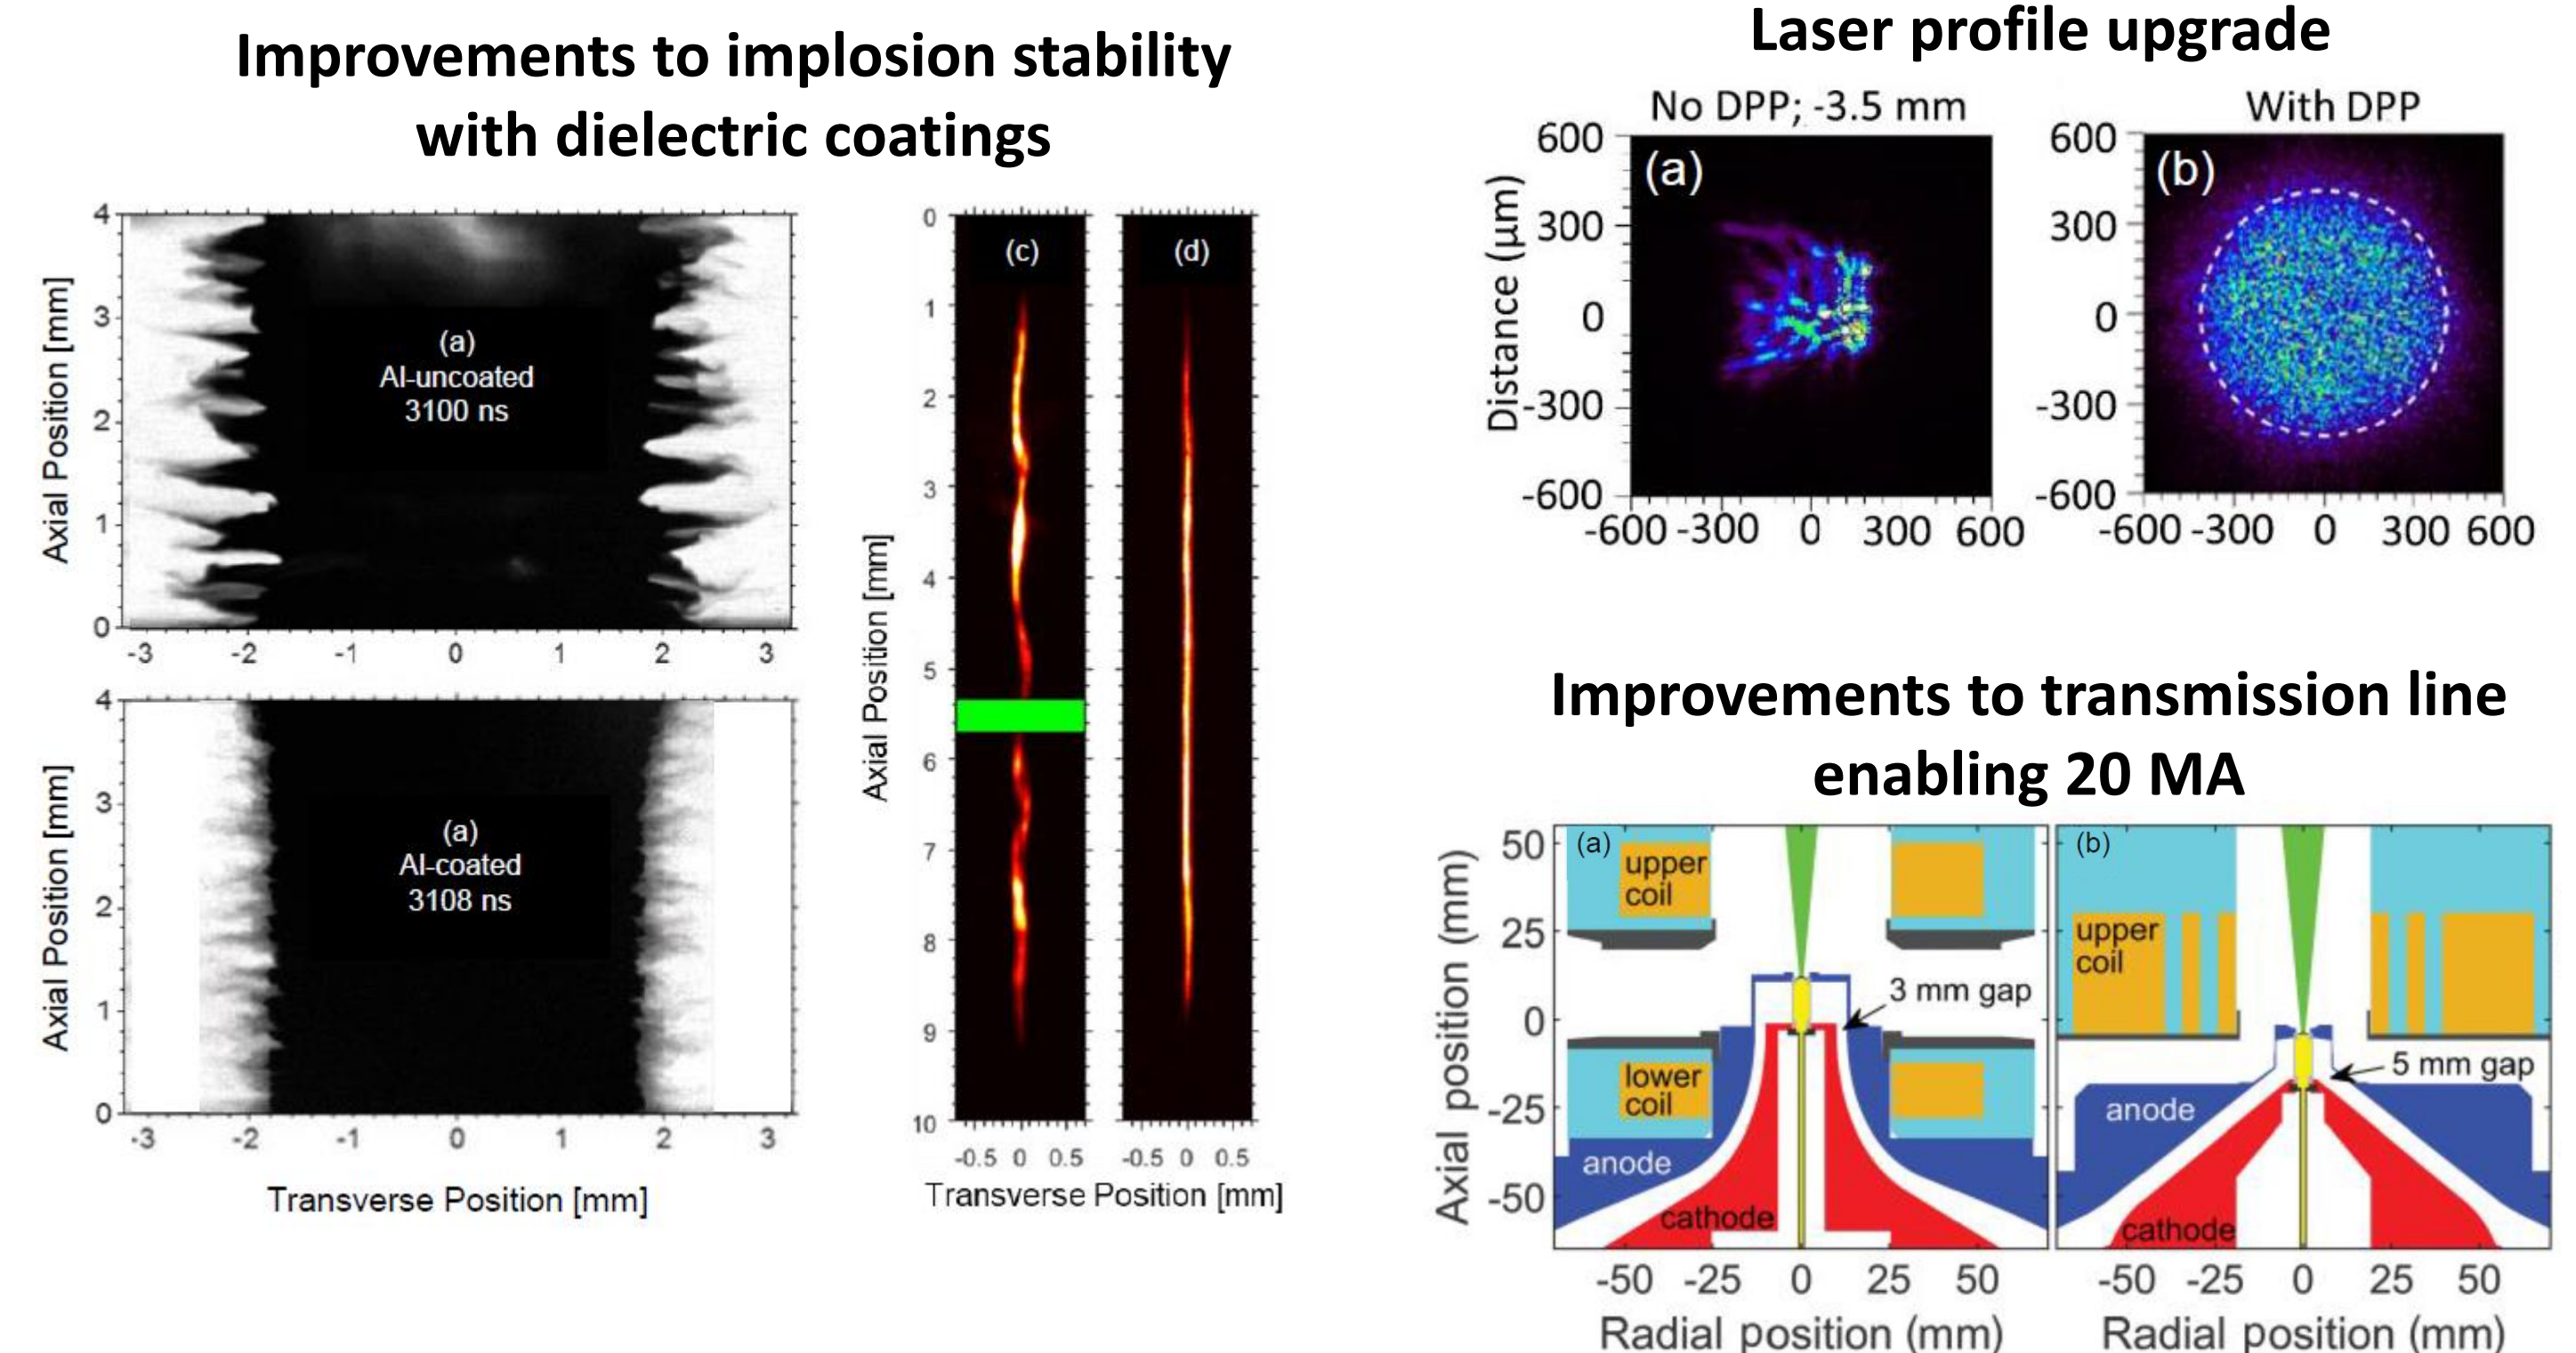 Improvements to implosion stability
with dielectric coatings
4
3
2
1
0
Axial Position [mm]
(a)
Al-uncoated
3100 ns
-3 -2 -1 0 1 2 3
4
3
2
1
0
Axial Position [mm]
(a)
Al-coated
3108 ns
-3 -2 -1 0 1 2 3
Transverse Position [mm]
0
1
2
3
4
5
6
7
8
9
10
Axial Position [mm]
(c)
(d)
-0.5 0 0.5
-0.5 0 0.5
Transverse Position [mm]
Laser profile upgrade
No DPP; -3.5 mm
(a)
600
300
0
-300
-600
Distance (µm)
-600 -300 0 300 600
With DPP
(b)
600
300
0
-300
-600
-600 -300 0 300 600
Improvements to transmission line
enabling 20 MA
50
25
0
-25
-50
Axial position (mm)
(a)
upper
coil
3 mm gap
lower
coil
anode
cathode
-50 -25 0 25 50
Radial position (mm)
(b)
upper
coil
5 mm gap
anode
cathode
-50 -25 0 25 50
Radial position (mm)